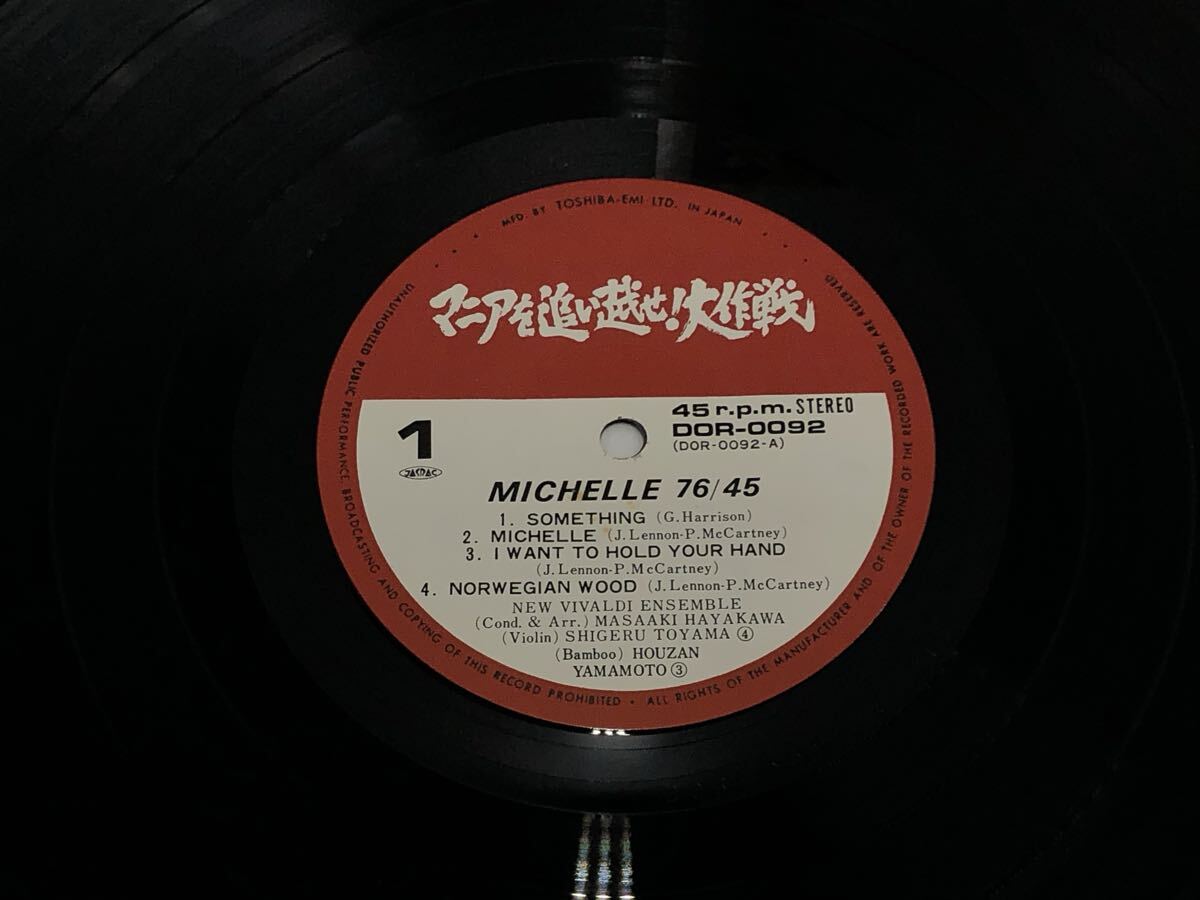 MFD. BY TOSHIBA-EMI LTD. IN JAPAN
マニアを追い越せ!大作戦
1
JASRAC
45 r.p.m. STEREO
DOR-0092
(DOR-0092-A)
MICHELLE 76/45
1. SOMETHING (G.Harrison)
2. MICHELLE (J.Lennon-P.McCartney)
3. I WANT TO HOLD YOUR HAND
(J.Lennon-P.McCartney)
4. NORWEGIAN WOOD (J.Lennon-P.McCartney)
NEW VIVALDI ENSEMBLE
(Cond. & Arr.) MASAAKI HAYAKAWA
(Violin) SHIGERU TOYAMA ④
(Bamboo) HOUZAN
YAMAMOTO ③
UNAUTHORIZED PUBLIC PERFORMANCE, BROADCASTING AND COPYING OF THIS RECORD PROHIBITED • ALL RIGHTS OF THE MANUFACTURER AND OF THE OWNER OF THE RECORDED WORK ARE RESERVED